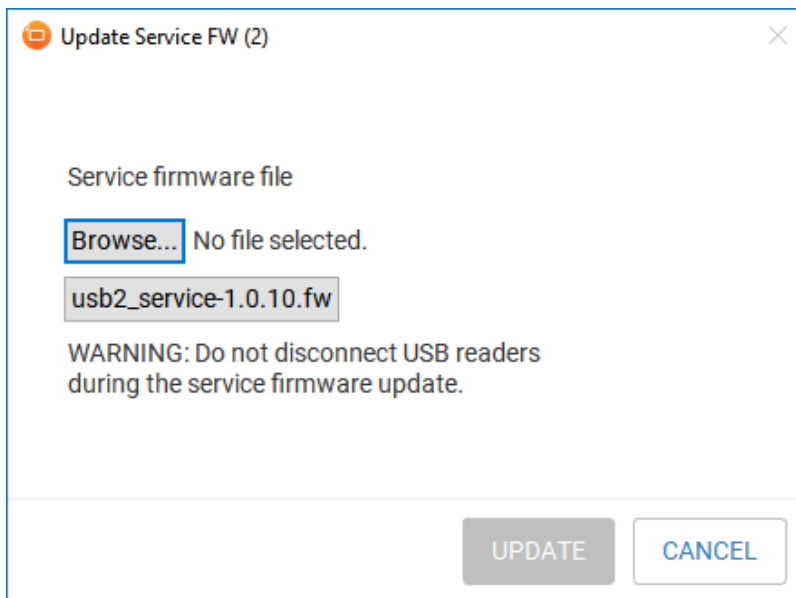 Update Service FW (2)
Service firmware file
Browse... No file selected.
usb2_service-1.0.10.fw
WARNING: Do not disconnect USB readers
during the service firmware update.
UPDATE CANCEL